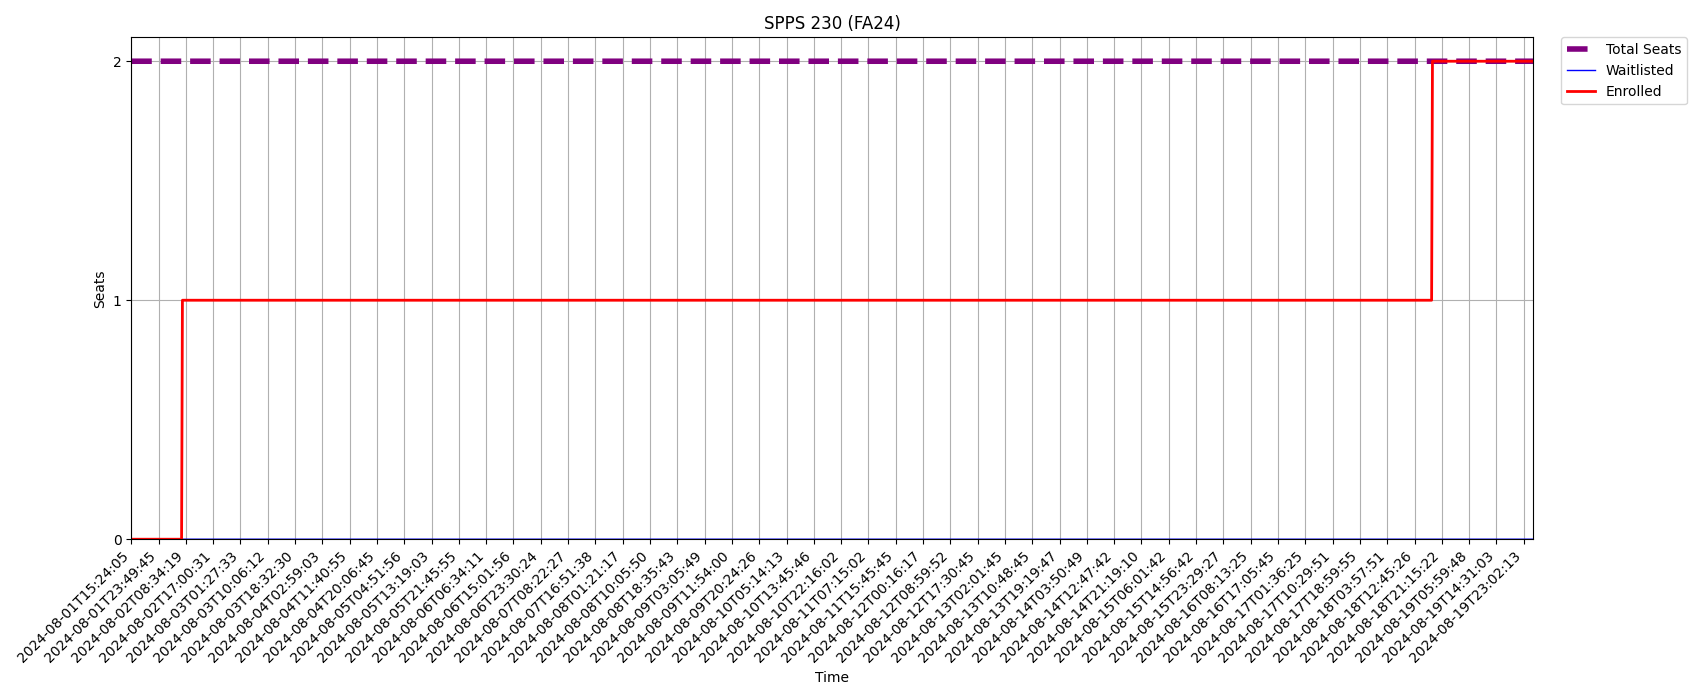 SPPS 230 (FA24)
Total Seats
Waitlisted
Enrolled
Seats
2
1
0
2024-08-01T15:24:05
2024-08-01T23:49:45
2024-08-02T08:34:19
2024-08-02T17:00:31
2024-08-03T01:27:33
2024-08-03T10:06:12
2024-08-03T18:32:30
2024-08-04T02:59:03
2024-08-04T11:40:55
2024-08-04T20:06:45
2024-08-05T04:51:56
2024-08-05T13:19:03
2024-08-05T21:45:55
2024-08-06T06:34:11
2024-08-06T15:01:56
2024-08-06T23:30:24
2024-08-07T08:22:27
2024-08-07T16:51:38
2024-08-08T01:21:17
2024-08-08T10:05:50
2024-08-08T18:35:43
2024-08-09T03:05:49
2024-08-09T11:54:00
2024-08-09T20:24:26
2024-08-10T05:14:13
2024-08-10T13:45:46
2024-08-10T22:16:02
2024-08-11T07:15:02
2024-08-11T15:45:45
2024-08-12T00:16:17
2024-08-12T08:59:52
2024-08-12T17:30:45
2024-08-13T02:01:45
2024-08-13T10:48:45
2024-08-13T19:19:47
2024-08-14T03:50:49
2024-08-14T12:47:42
2024-08-14T21:19:10
2024-08-15T06:01:42
2024-08-15T14:56:42
2024-08-15T23:29:27
2024-08-16T08:13:25
2024-08-16T17:05:45
2024-08-17T01:36:25
2024-08-17T10:29:51
2024-08-17T18:59:55
2024-08-18T03:57:51
2024-08-18T12:45:26
2024-08-18T21:15:22
2024-08-19T05:59:48
2024-08-19T14:31:03
2024-08-19T23:02:13
Time